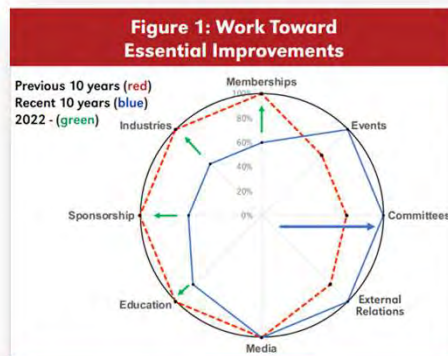 Figure 1: Work Toward
Essential Improvements
Previous 10 years (red)
Recent 10 years (blue)
2022 - (green)
Memberships
100%
80%
60%
40%
20%
0%
Events
Committees
External
Relations
Media
Education
Sponsorship
Industries